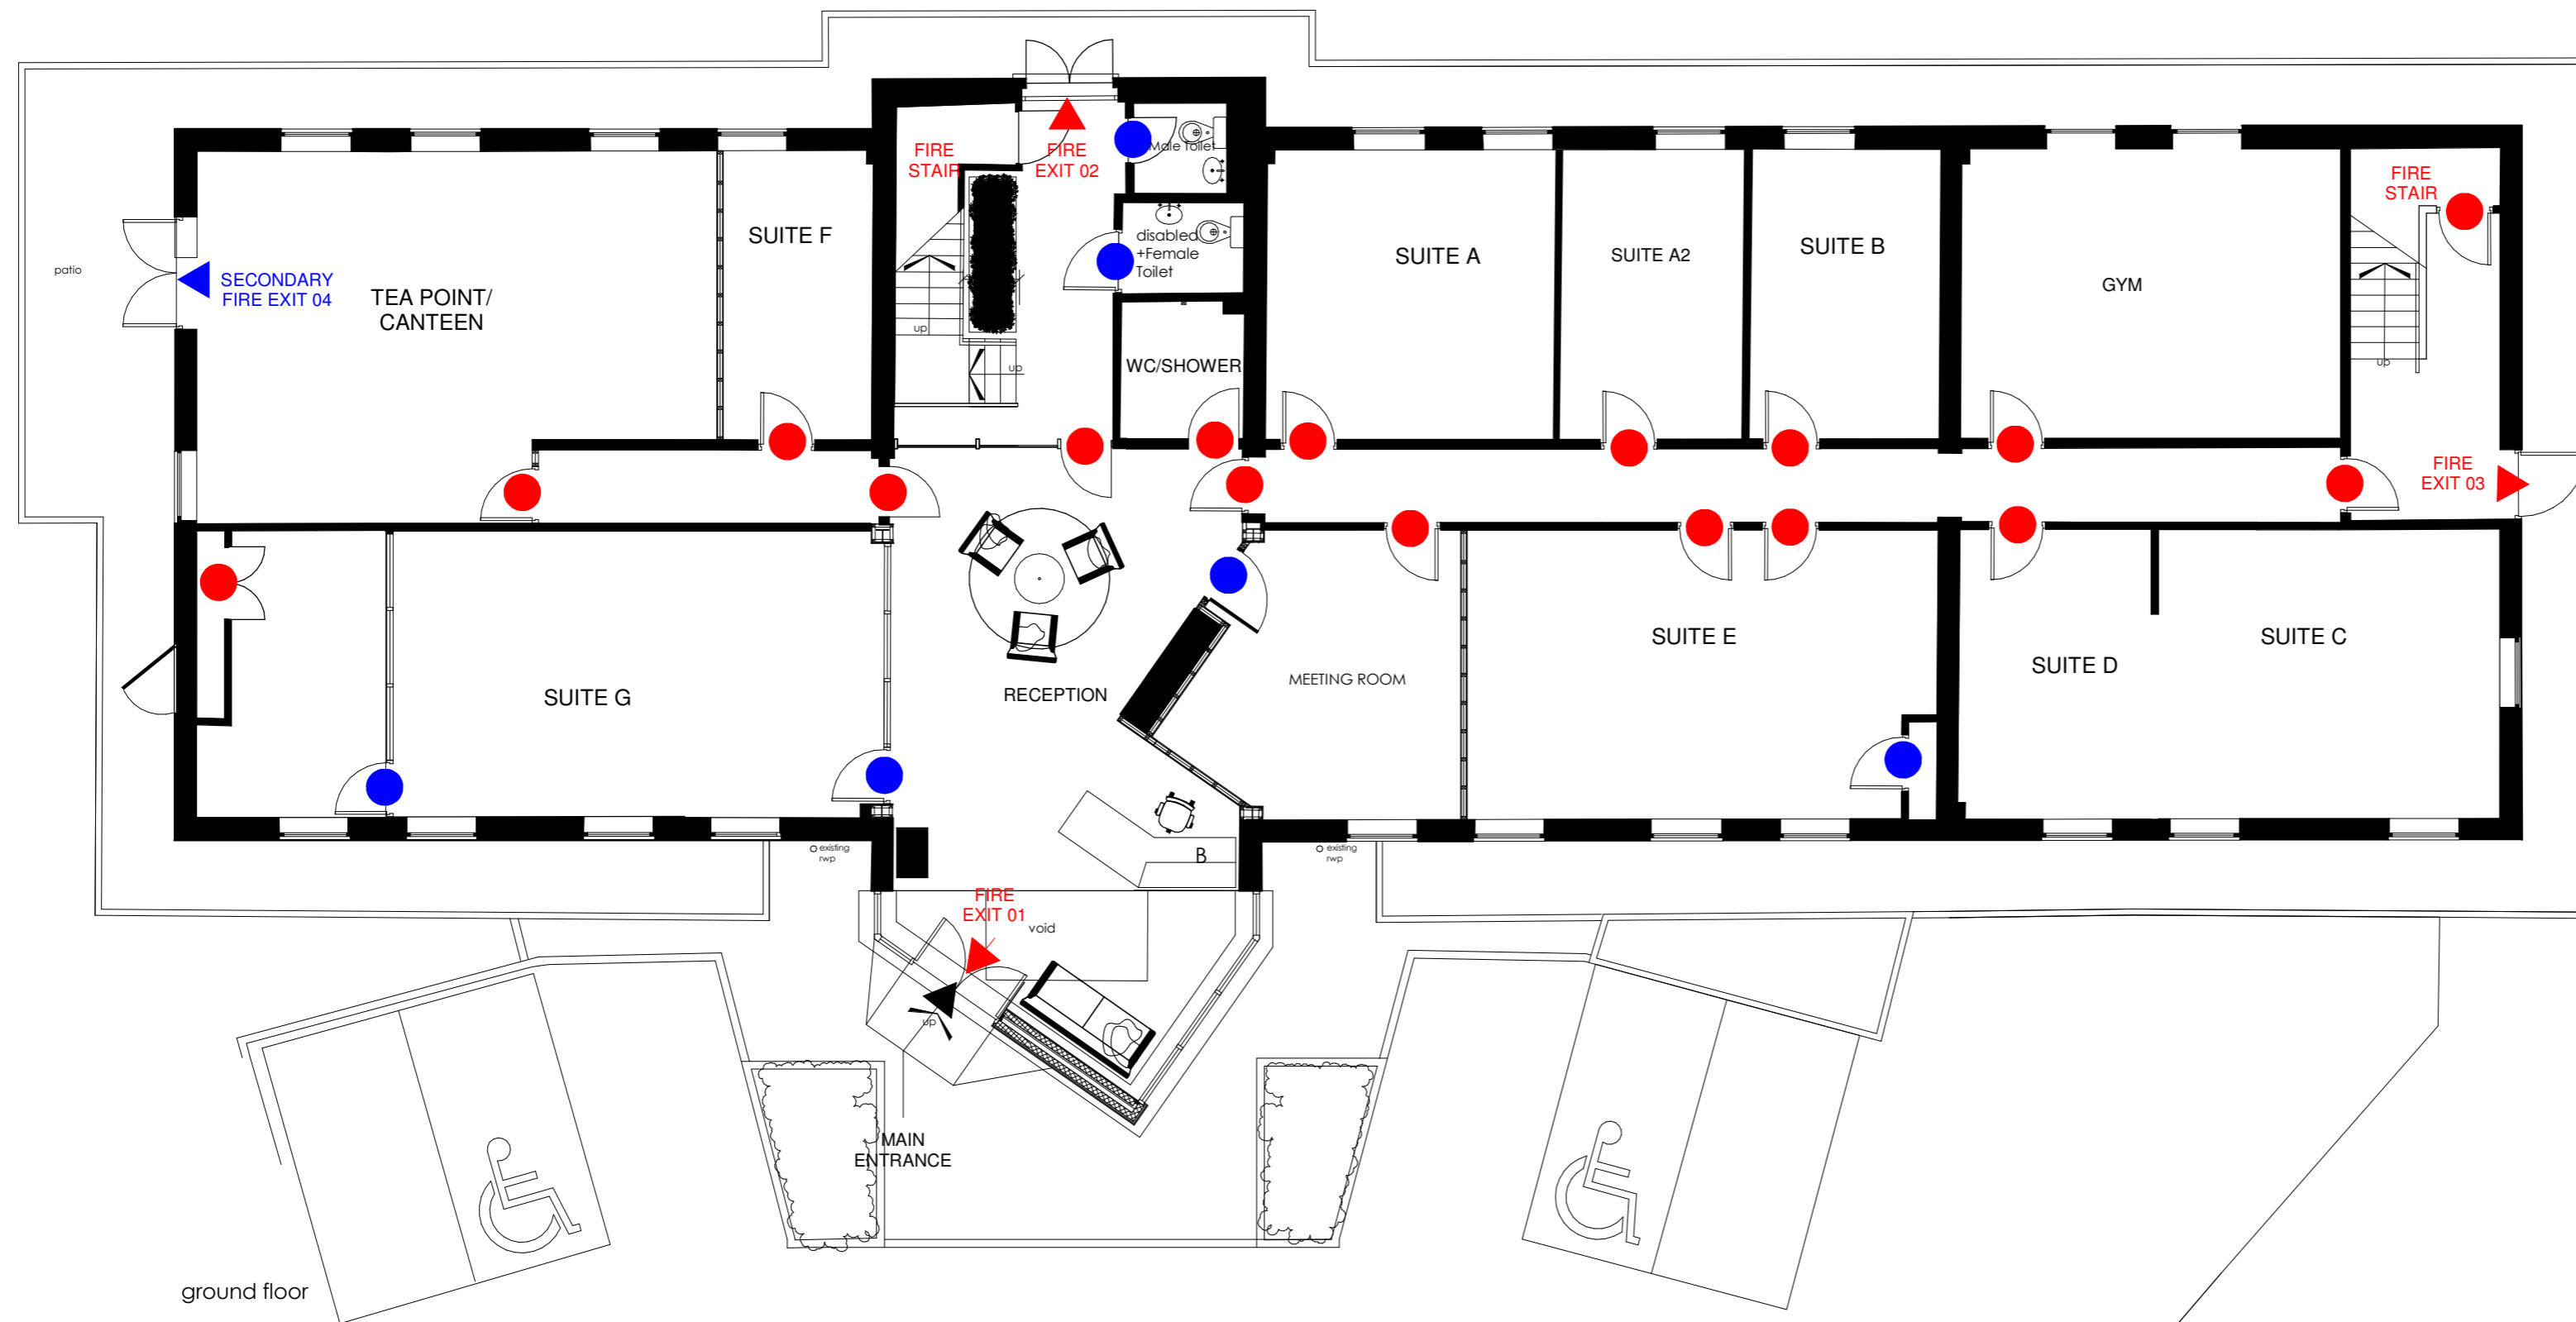 FIRE
STAIR
FIRE
EXIT 02
Male Toilet
FIRE
STAIR
SUITE F
disabled
+Female
Toilet
SUITE A
SUITE A2
SUITE B
GYM
patio
SECONDARY
FIRE EXIT 04
TEA POINT/
CANTEEN
up
up
WC/SHOWER
up
FIRE
EXIT 03
SUITE G
RECEPTION
MEETING ROOM
SUITE E
SUITE D
SUITE C
existing
rwp
B
existing
rwp
FIRE
EXIT 01
void
up
MAIN
ENTRANCE
ground floor